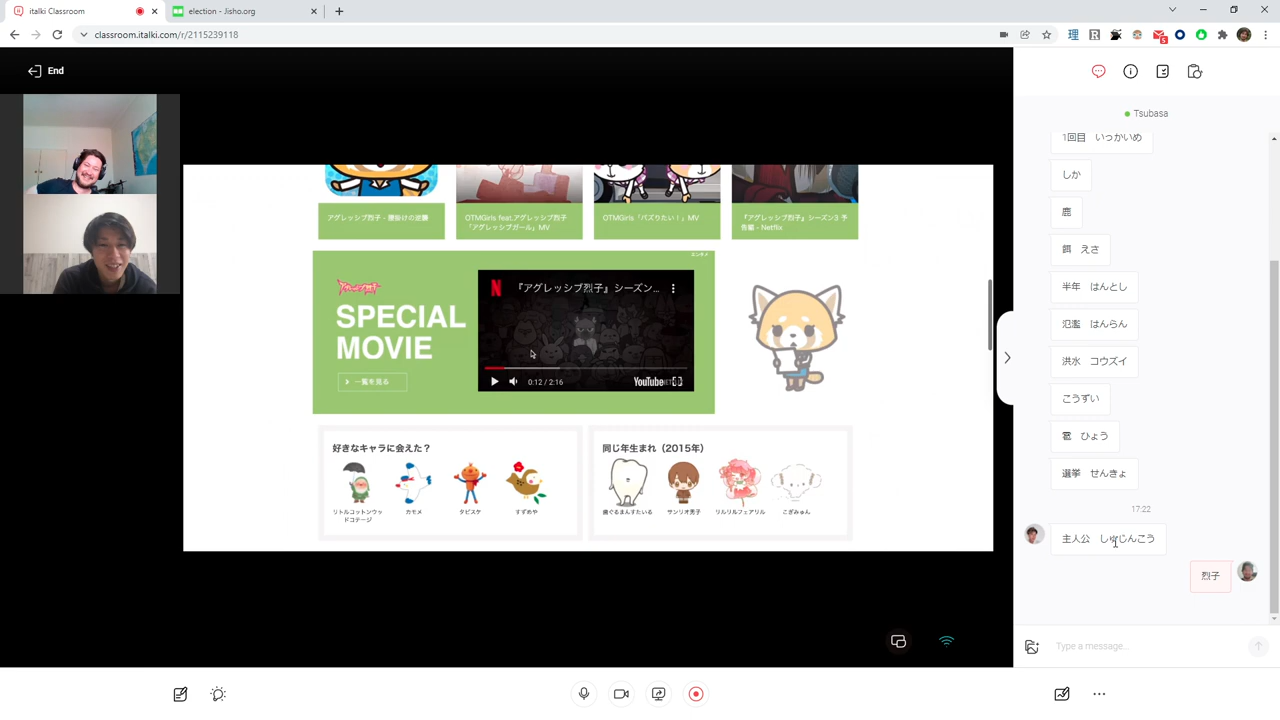 italki Classroom
election - Jisho.org
classroom.italki.com/r/2115239118
5
End
Tsubasa
1回目 いっかいめ
しか
鹿
餌 えさ
半年 はんとし
氾濫 はんらん
洪水 コウズイ
こうずい
雹 ひょう
選挙 せんきょ
17:22
主人公 しゅじんこう
烈子
Type a message...
アグレッシブ烈子 - 腰掛けの逆襲
OTMGirls feat.アグレッシブ烈子
「アグレッシブガール」MV
OTMGirls「バズりたい！」MV
『アグレッシブ烈子』シーズン3 予
告編 - Netflix
エンタメ
SPECIAL
MOVIE
一覧を見る
『アグレッシブ烈子』シーズン...
0:12 / 2:16
YouTube
好きなキャラに会えた？
リトルコットンウッ
ドコテージ
カモメ
タピスケ
すずめや
同じ年生まれ（2015年）
歯ぐるまんすたいる
サンリオ男子
リルリルフェアリル
こぎみゅん